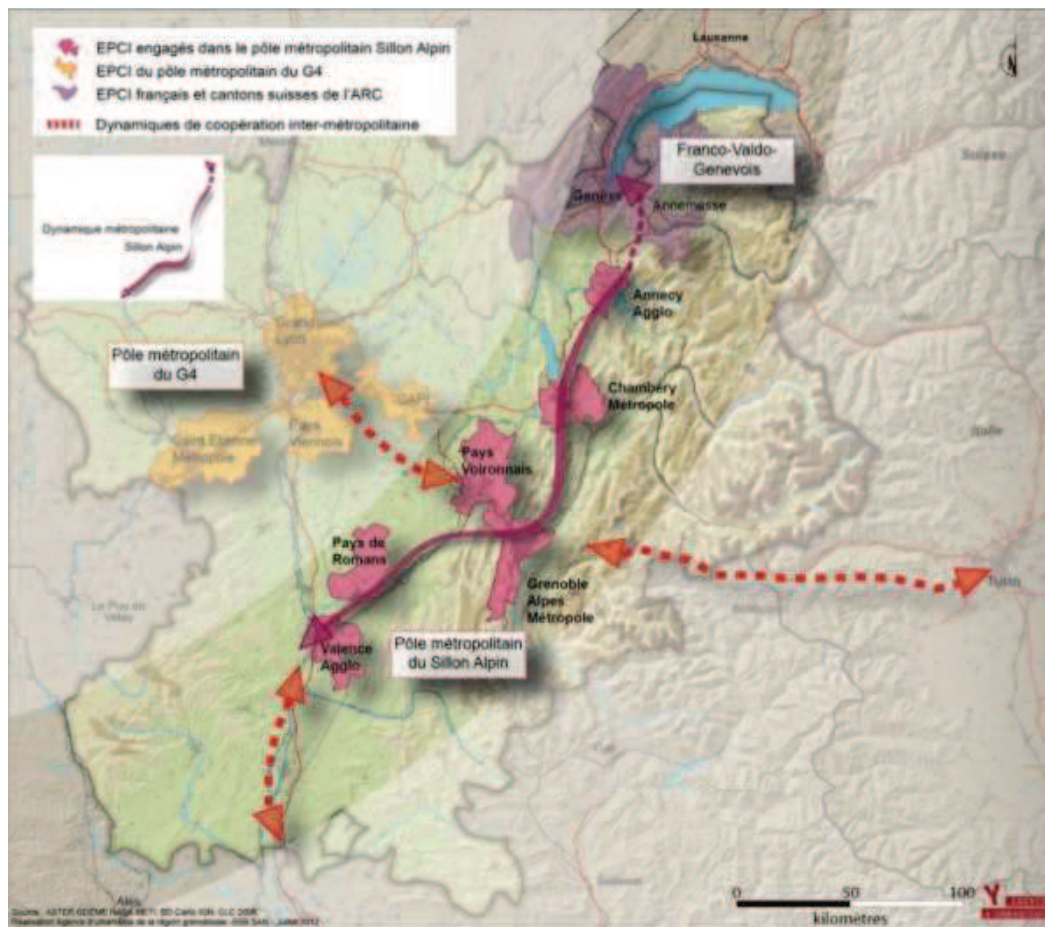 EPCI engagés dans le pôle métropolitain Sillon Alpin
EPCI du pôle métropolitain du G4
EPCI français et cantons suisses de l'ARC
Dynamiques de coopération inter-métropolitaine
Dynamique métropolitaine
Sillon Alpin
N
Lausanne
Suisse
Franco-Valdo-
Genevois
Genève
Annemasse
Annecy
Agglo
Grand
Lyon
Pôle métropolitain
du G4
CAPI
Chambéry
Métropole
Saint Etienne
Métropole
Pays
Viennois
Italie
Pays
Voironnais
Pays de
Romans
Grenoble
Alpes
Métropole
Turin
Le Puy en
Velay
Valence
Agglo
Pôle métropolitain
du Sillon Alpin
Gap
Alès
0 50 100
kilomètres